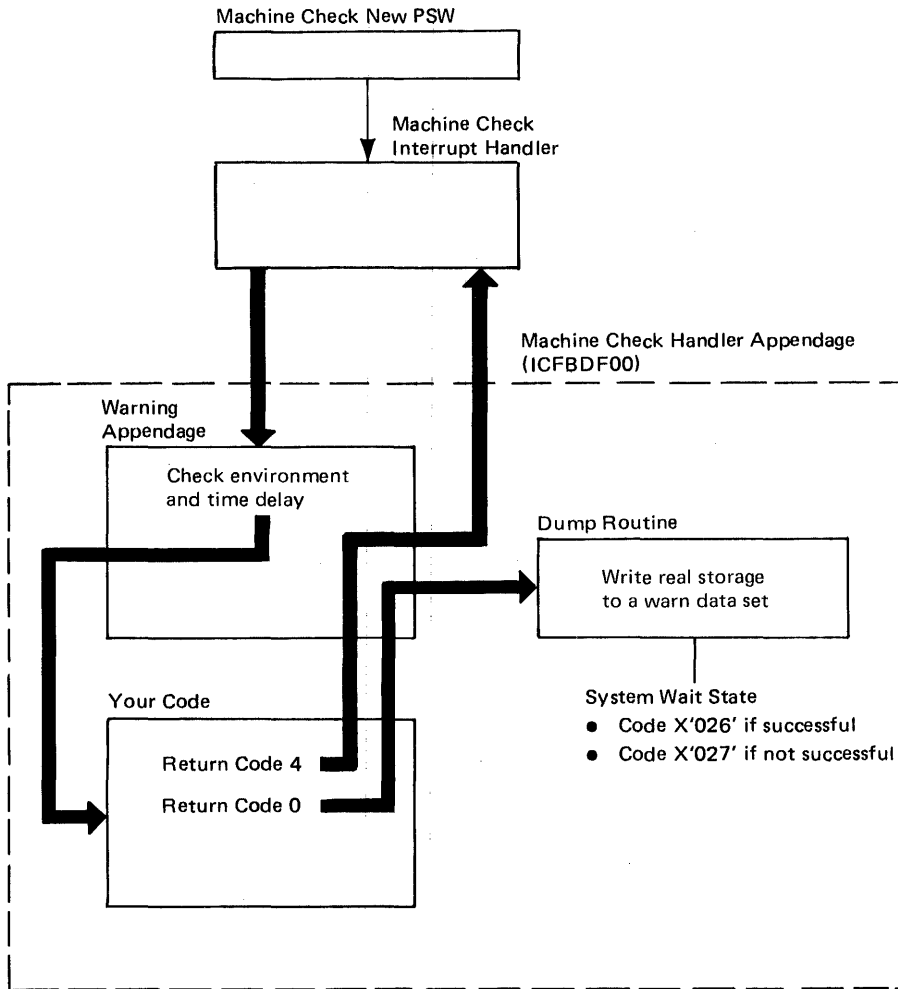 Machine Check New PSW
Machine Check
Interrupt Handler
Machine Check Handler Appendage
(ICFBDF00)
Warning
Appendage
Check environment
and time delay
Dump Routine
Write real storage
to a warn data set
System Wait State
● Code X'026' if successful
● Code X'027' if not successful
Your Code
Return Code 4
Return Code 0